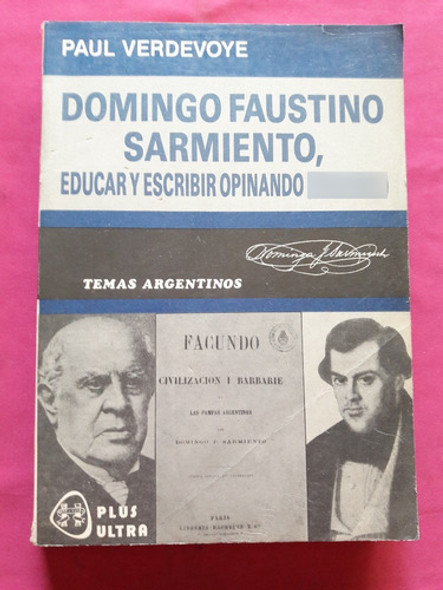 PAUL VERDEVOYE
DOMINGO FAUSTINO
SARMIENTO,
EDUCAR Y ESCRIBIR OPINANDO
Domingo F. Sarmiento
TEMAS ARGENTINOS
FACUNDO
CIVILIZACION I BARBARIE
LAS PAMPAS ARGENTINAS
POR
DOMINGO F. SARMIENTO
PARIS
PLUS
ULTRA